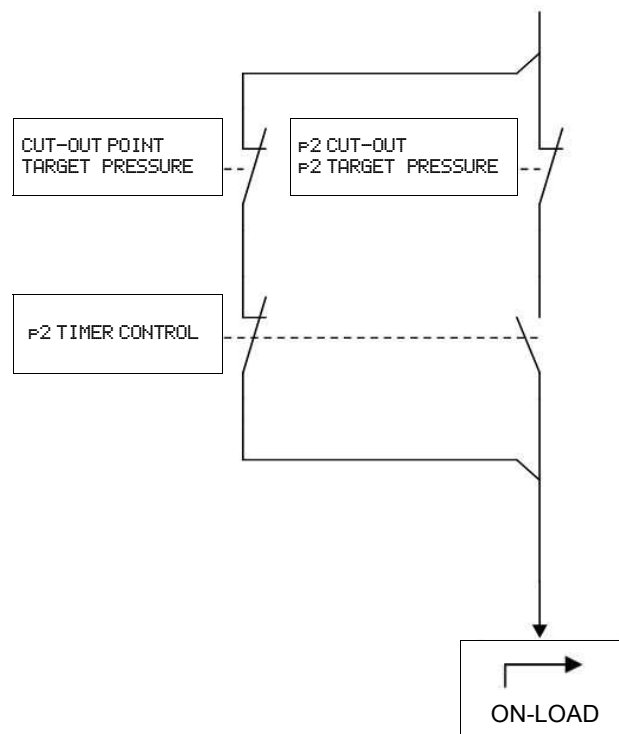 CUT-OUT POINT
TARGET PRESSURE
P2 CUT-OUT
P2 TARGET PRESSURE
P2 TIMER CONTROL
ON-LOAD